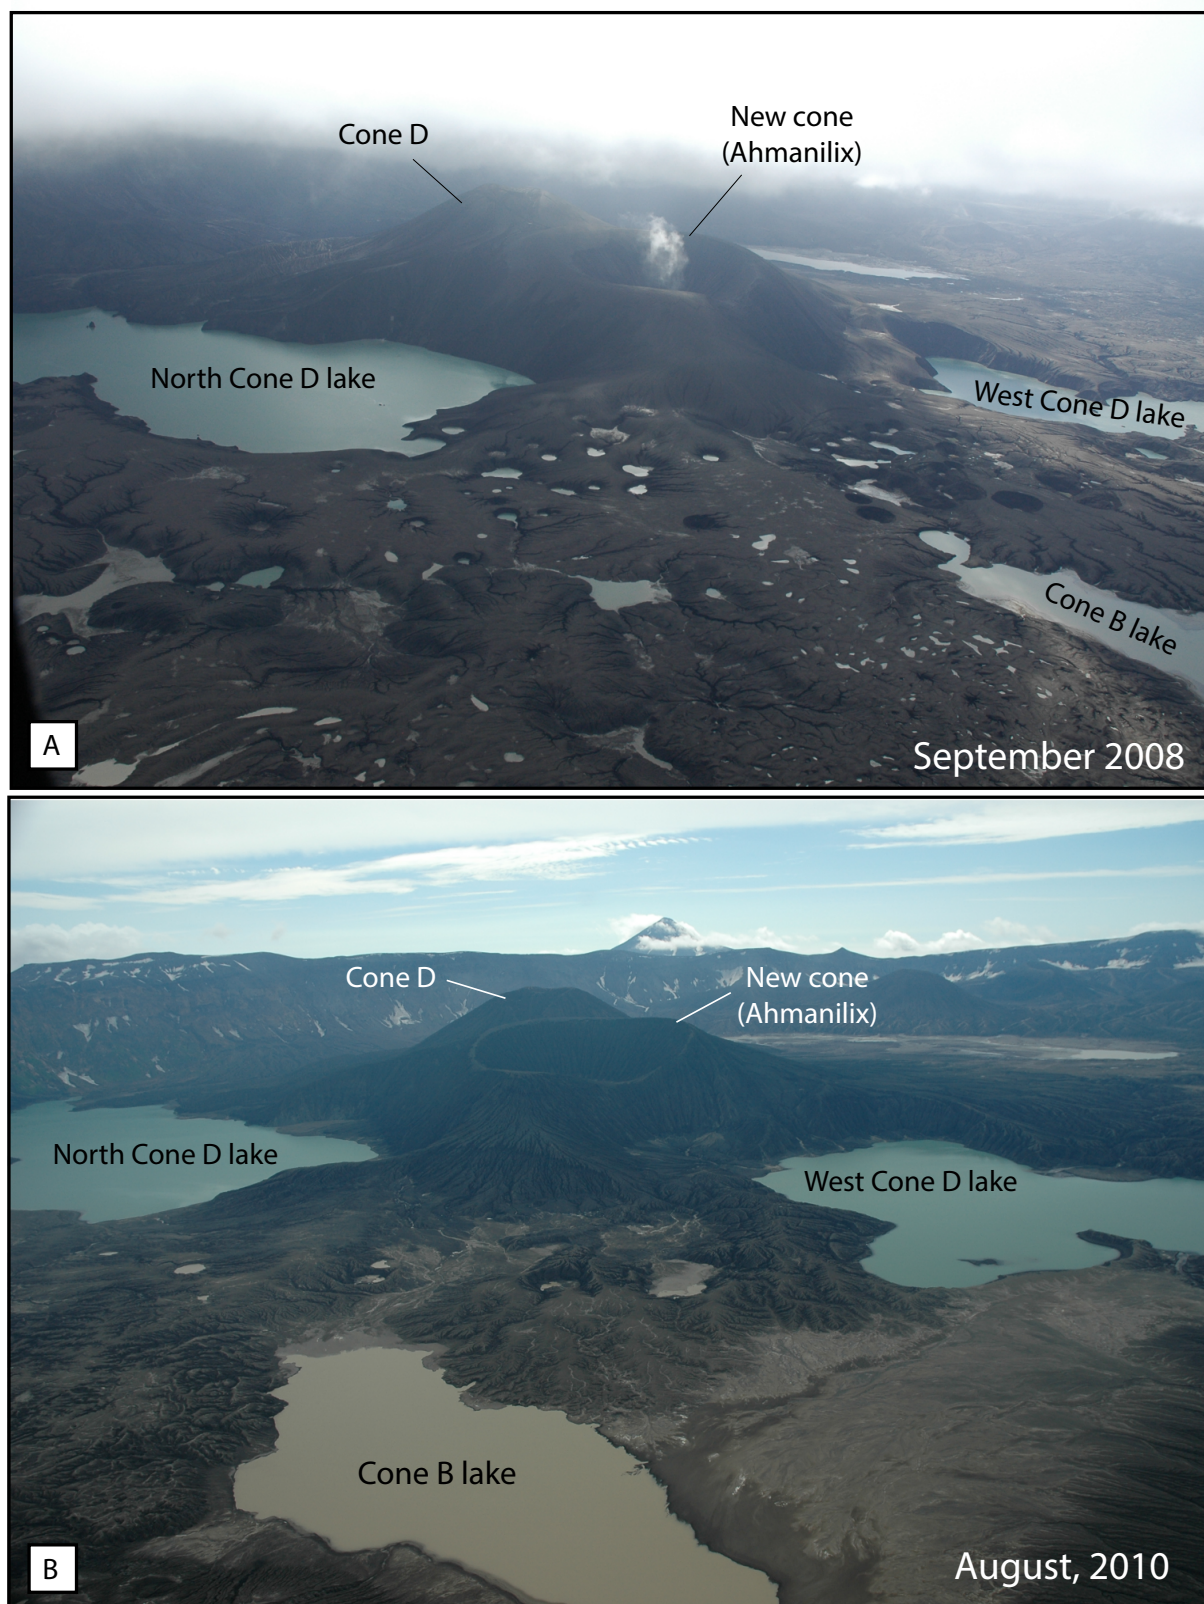 Cone D
New cone
(Ahmanilix)
North Cone D lake
West Cone D lake
Cone B lake
A
September 2008
Cone D
New cone
(Ahmanilix)
North Cone D lake
West Cone D lake
Cone B lake
B
August, 2010